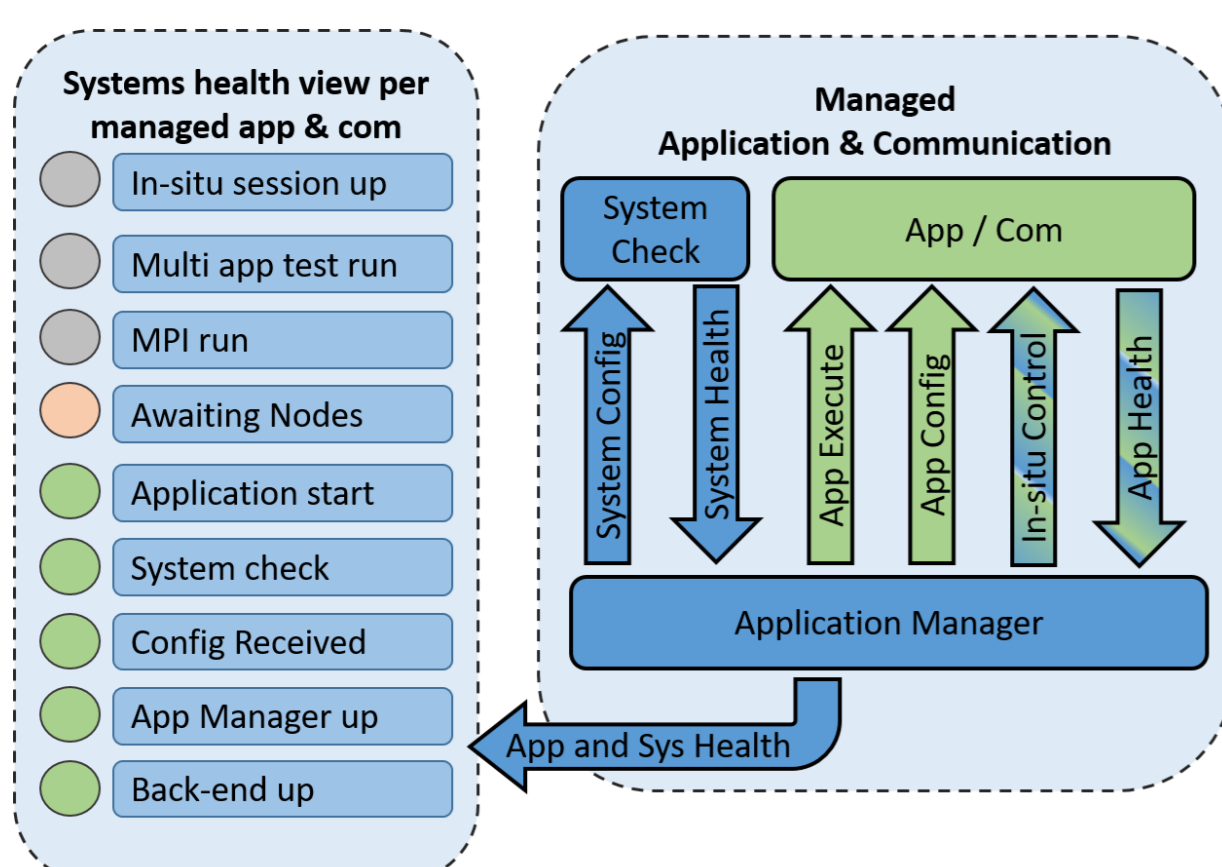 Systems health view per
managed app & com
In-situ session up
Multi app test run
MPI run
Awaiting Nodes
Application start
System check
Config Received
App Manager up
Back-end up
Managed
Application & Communication
System
Check
App / Com
System Config
System Health
App Execute
App Config
In-situ Control
App Health
Application Manager
App and Sys Health